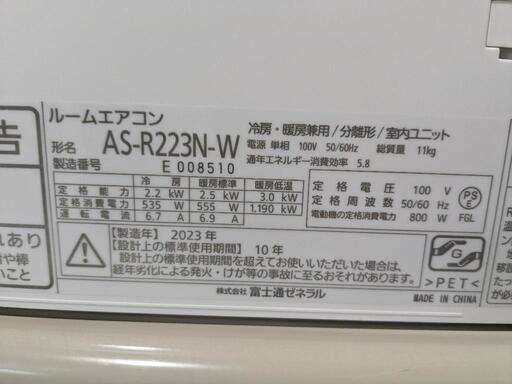 告
れあり
や棒
いこと
ルームエアコン
形名 AS-R223N-W
製造番号 E 008510
冷房・暖房兼用/分離形/室内ユニット
電源 単相 100V 50/60Hz 総質量 11kg
通年エネルギー消費効率 5.8
冷房 暖房標準 暖房低温
定格能力 2.2 kW 2.5 kW 3.0 kW
定格消費電力 535 W 555 W 1.190 kW
運転電流 6.7 A 6.9 A
定格電圧 100 V
定格周波数 50/60 Hz
電動機の定格消費電力 800 W
PS E
FGL
【製造年】2023 年
【設計上の標準使用期間】10 年
設計上の標準使用期間を超えてお使いいただいた場合は、
経年劣化による発火・けが等の事故に至るおそれがあります。
株式会社 富士通ゼネラル
G
>PET<
MADE IN CHINA